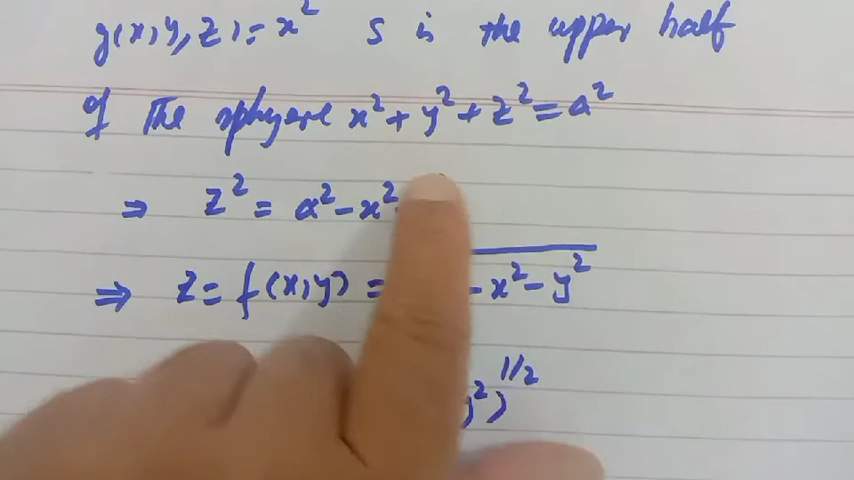 g(x,y,z) = x² s is the upper half
of The sphyere x² + y² + z² = a²
⇒ z² = a² - x²
⇒ z = f(x,y) = - x² - y²
y²)^1/2